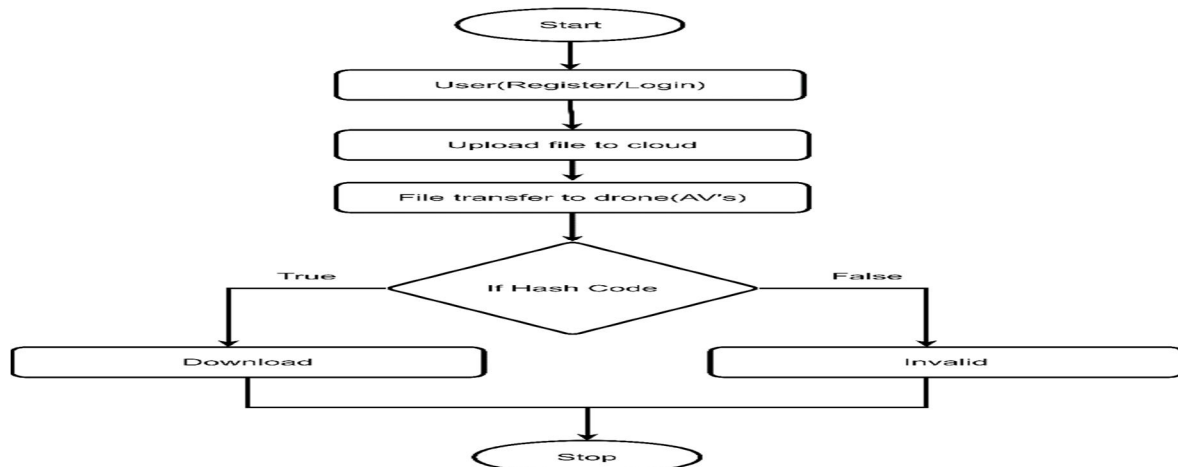 Start
User(Register/Login)
Upload file to cloud
File transfer to drone(AV's)
True
False
If Hash Code
Download
Invalid
Stop